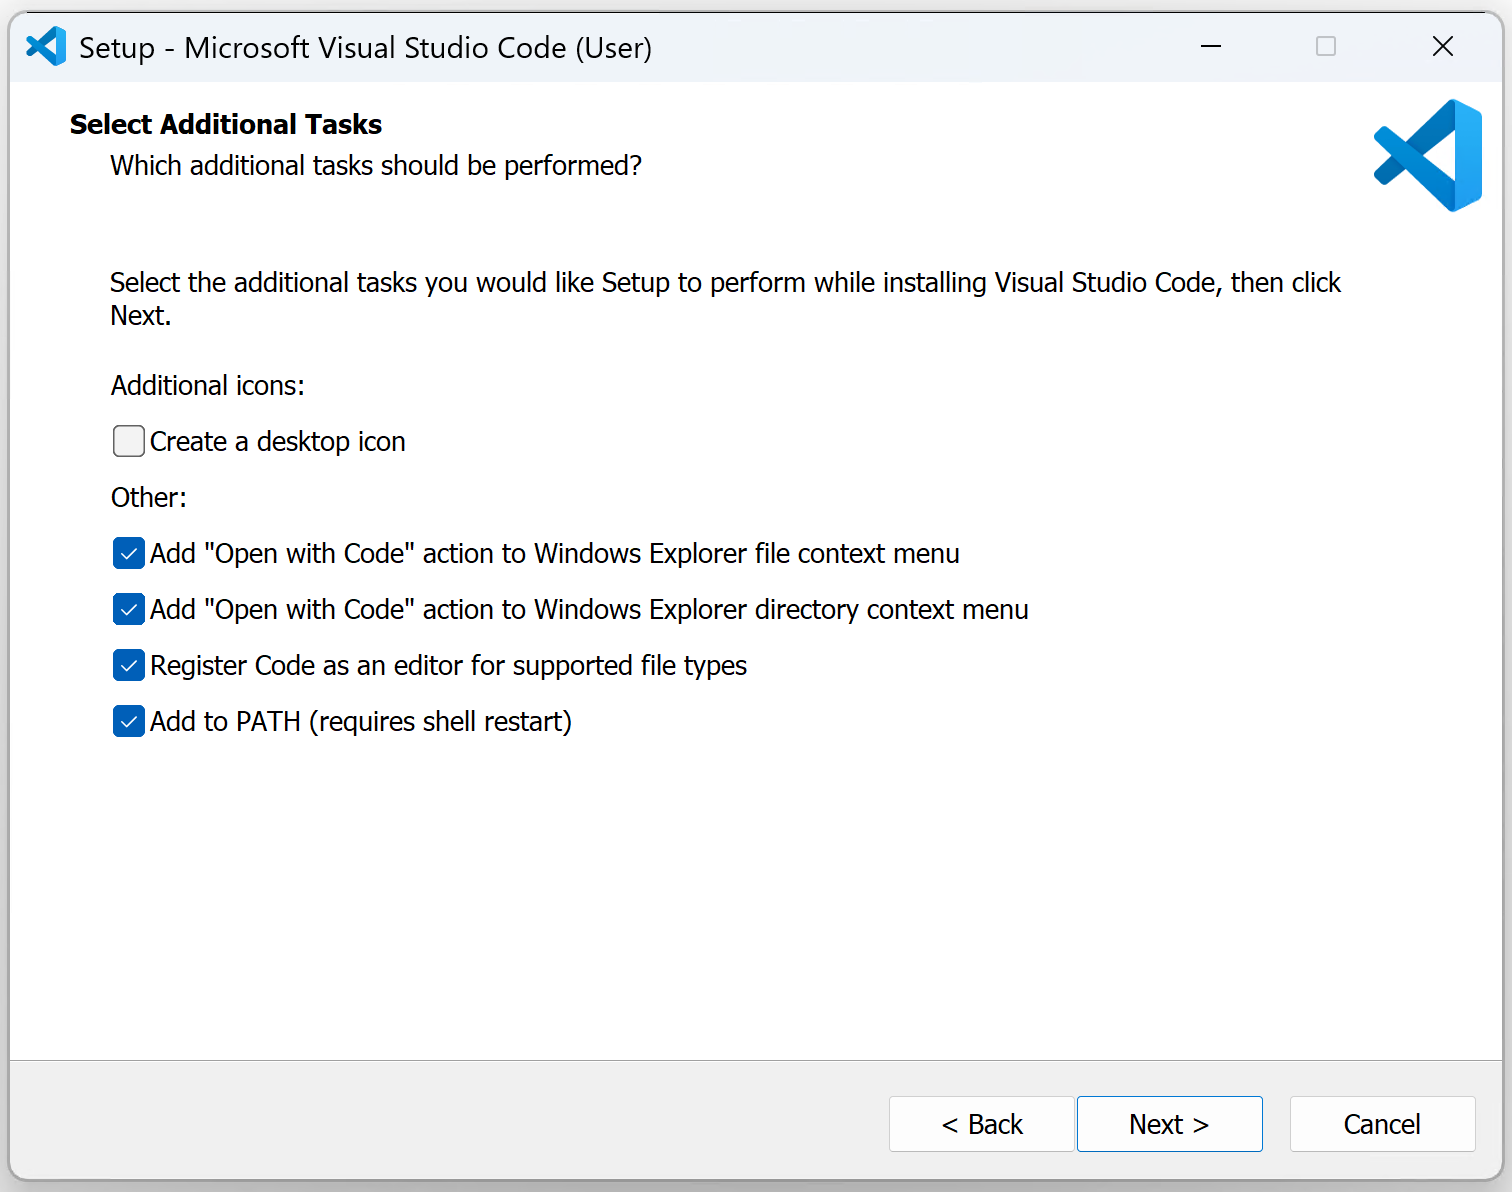 Setup - Microsoft Visual Studio Code (User)
Select Additional Tasks
Which additional tasks should be performed?
Select the additional tasks you would like Setup to perform while installing Visual Studio Code, then click
Next.
Additional icons:
Create a desktop icon
Other:
Add "Open with Code" action to Windows Explorer file context menu
Add "Open with Code" action to Windows Explorer directory context menu
Register Code as an editor for supported file types
Add to PATH (requires shell restart)
< Back Next > Cancel